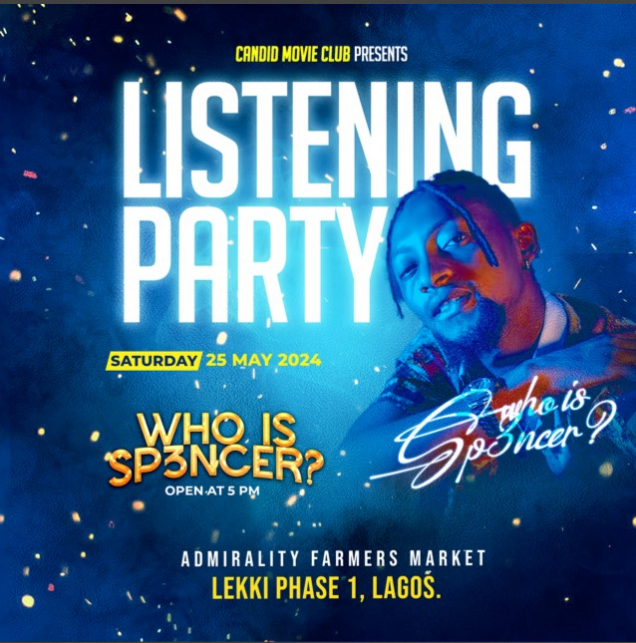 CANDID MOVIE CLUB PRESENTS
LISTENING
PARTY
SATURDAY 25 MAY 2024
WHO IS
SP3NCER?
OPEN AT 5 PM
who is
Sp3ncer?
ADMIRALITY FARMERS MARKET
LEKKI PHASE 1, LAGOS.